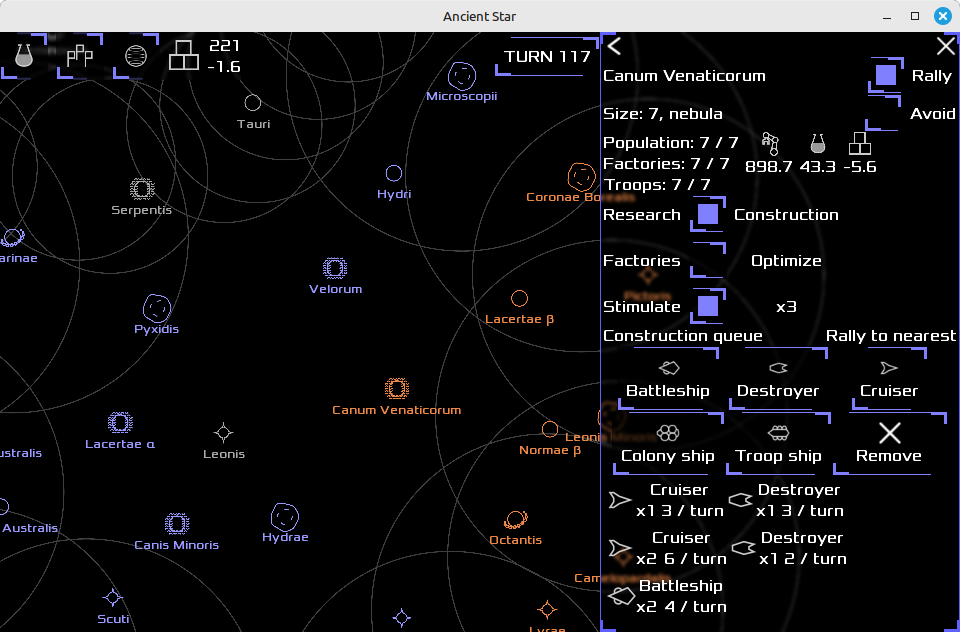 Ancient Star
221
-1.6
TURN 117
Microscopii
Tauri
Hydri
Coronae Borealis
Serpentis
arinae
Velorum
Lacertae β
Pyxidis
Canum Venaticorum
Lacertae α
Leonis
ustralis
Normae β
Leonis Minoris
Australis
Canis Minoris
Hydrae
Octantis
Camelopardalis
Scuti
Lyrae
Canum Venaticorum
Rally
Size: 7, nebula
Avoid
Population: 7 / 7
Factories: 7 / 7
898.7 43.3 -5.6
Troops: 7 / 7
Research
Construction
Factories
Optimize
Pictoris
Stimulate
x3
Construction queue
Rally to nearest
Battleship
Destroyer
Cruiser
Colony ship
Troop ship
Remove
Cruiser
x1 3 / turn
Destroyer
x1 3 / turn
Cruiser
x2 6 / turn
Destroyer
x1 2 / turn
Battleship
x2 4 / turn